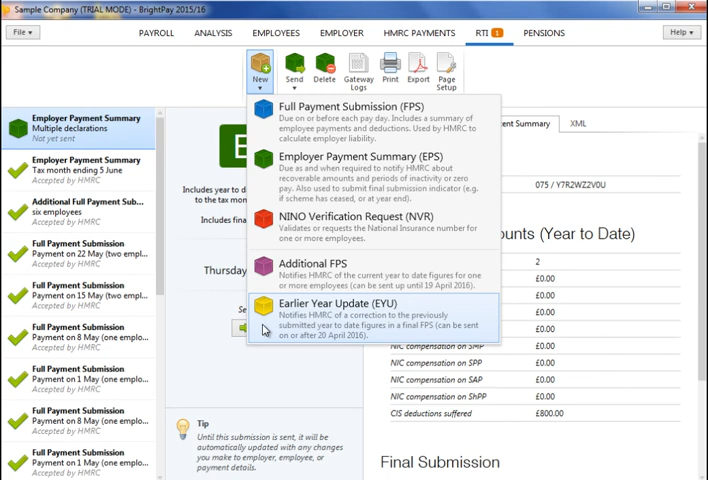 Sample Company (TRIAL MODE) - BrightPay 2015/16
File
PAYROLL
ANALYSIS
EMPLOYEES
EMPLOYER
HMRC PAYMENTS
RTI 1
PENSIONS
Help
New
Send
Delete
Gateway
Logs
Print
Export
Page
Setup
Employer Payment Summary
Multiple declarations
Not yet sent
Employer Payment Summary
Tax month ending 5 June
Accepted by HMRC
Additional Full Payment Sub...
six employees
Accepted by HMRC
Full Payment Submission
Payment on 22 May (two empl...
Accepted by HMRC
Full Payment Submission
Payment on 15 May (two empl...
Accepted by HMRC
Full Payment Submission
Payment on 8 May (one emplo...
Accepted by HMRC
Full Payment Submission
Payment on 1 May (one emplo...
Accepted by HMRC
Full Payment Submission
Payment on 8 May (one emplo...
Accepted by HMRC
Full Payment Submission
Payment on 1 May (one emplo...
Accepted by HMRC
E
Includes year to d
to the tax mont
Includes fina
Thursday
Se
Full Payment Submission (FPS)
Due on or before each pay day. Includes a summary of
employee payments and deductions. Used by HMRC to
calculate employer liability.
Employer Payment Summary (EPS)
Due as and when required to notify HMRC about
recoverable amounts and periods of inactivity or zero
pay. Also used to submit final submission indicator (e.g.
if scheme has ceased, or at year end).
NINO Verification Request (NVR)
Validates or requests the National Insurance number for
one or more employees.
Additional FPS
Notifies HMRC of the current year to date figures for one
or more employees (can be sent up until 19 April 2016).
Earlier Year Update (EYU)
Notifies HMRC of a correction to the previously
submitted year to date figures in a final FPS (can be sent
on or after 20 April 2016).
Tip
Until this submission is sent, it will be
automatically updated with any changes
you make to employer, employee, or
payment details.
ent Summary
XML
075 / Y7R2WZ2V0U
ounts (Year to Date)
2
£0.00
£0.00
£0.00
£0.00
NIC compensation on SMP £0.00
NIC compensation on SPP £0.00
NIC compensation on SAP £0.00
NIC compensation on ShPP £0.00
CIS deductions suffered £800.00
Final Submission